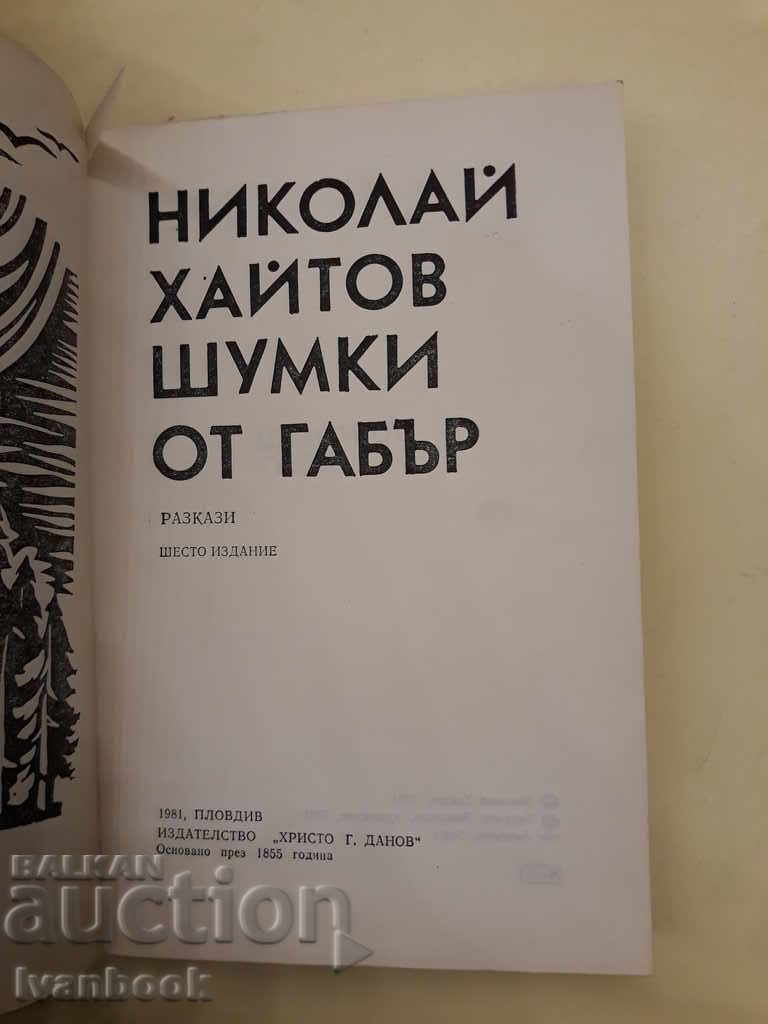 НИКОЛАЙ
ХАЙТОВ
ШУМКИ
ОТ ГАБЪР
РАЗКАЗИ
ШЕСТО ИЗДАНИЕ
1981, ПЛОВДИВ
ИЗДАТЕЛСТВО „ХРИСТО Г. ДАНОВ“
Основано през 1855 година
BALKAN
auction
Ivanbook